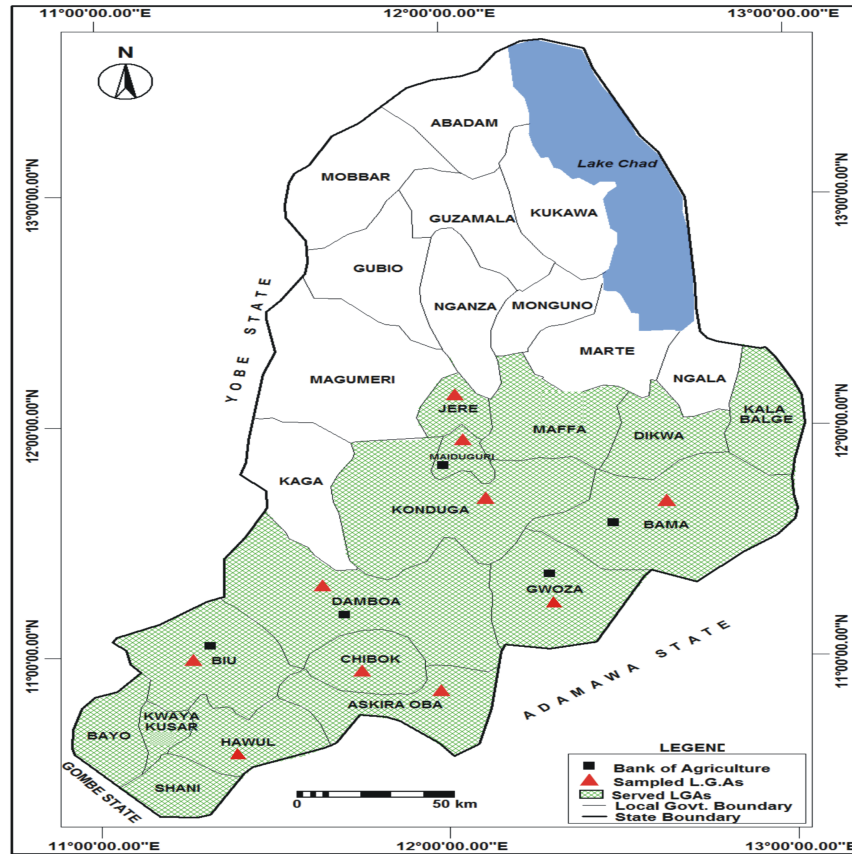 11°00'00.00"E
12°00'00.00"E
13°00'00.00"E
N
ABADAM
Lake Chad
MOBBAR
13°00'00.00"N
13°00'00.00"N
KUKAWA
GUZAMALA
GUBIO
YOBE STATE
NGANZA
MONGUNO
MARTE
MAGUMERI
NGALA
JERE
KALA
BALGE
12°00'00.00"N
12°00'00.00"N
MAFFA
DIKWA
MAIDUGURI
KAGA
KONDUGA
BAMA
GWOZA
DAMBOA
ADAMAWA STATE
11°00'00.00"N
11°00'00.00"N
BIU
CHIBOK
ASKIRA OBA
KWAYA
KUSAR
BAYO
HAWUL
SHANI
GOMBE STATE
LEGEND
Bank of Agriculture
Sampled L.G.As
Served LGAs
Local Govt. Boundary
State Boundary
0
50 km
11°00'00.00"E
12°00'00.00"E
13°00'00.00"E